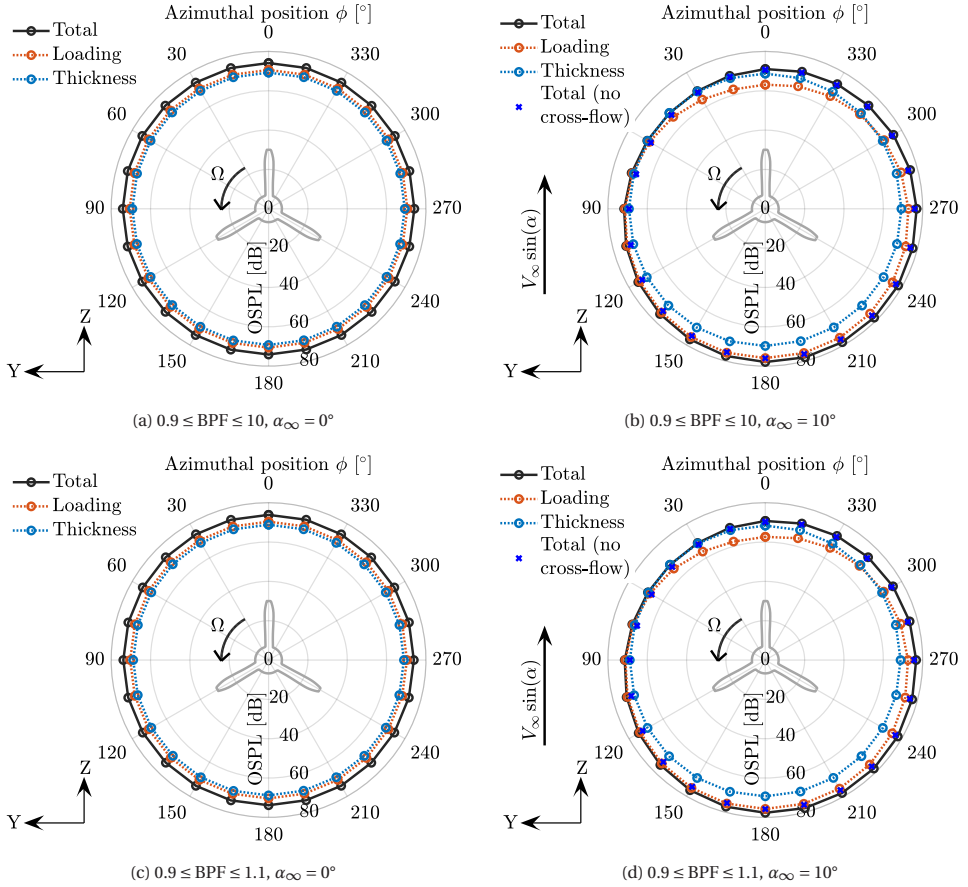 Azimuthal position ϕ [°]
0
Total
Loading
Thickness
30
330
60
300
90
270
120
240
150
210
180
Ω
0
20
40
60
80
OSPL [dB]
Z
Y
(a) 0.9 ≤ BPF ≤ 10, α∞ = 0°
Azimuthal position ϕ [°]
0
Total
Loading
Thickness
Total (no
cross-flow)
30
330
60
300
90
270
120
240
150
210
180
Ω
0
20
40
60
80
OSPL [dB]
V∞ sin(α)
Z
Y
(b) 0.9 ≤ BPF ≤ 10, α∞ = 10°
Azimuthal position ϕ [°]
0
Total
Loading
Thickness
30
330
60
300
90
270
120
240
150
210
180
Ω
0
20
40
60
80
OSPL [dB]
Z
Y
(c) 0.9 ≤ BPF ≤ 1.1, α∞ = 0°
Azimuthal position ϕ [°]
0
Total
Loading
Thickness
Total (no
cross-flow)
30
330
60
300
90
270
120
240
150
210
180
Ω
0
20
40
60
80
OSPL [dB]
V∞ sin(α)
Z
Y
(d) 0.9 ≤ BPF ≤ 1.1, α∞ = 10°